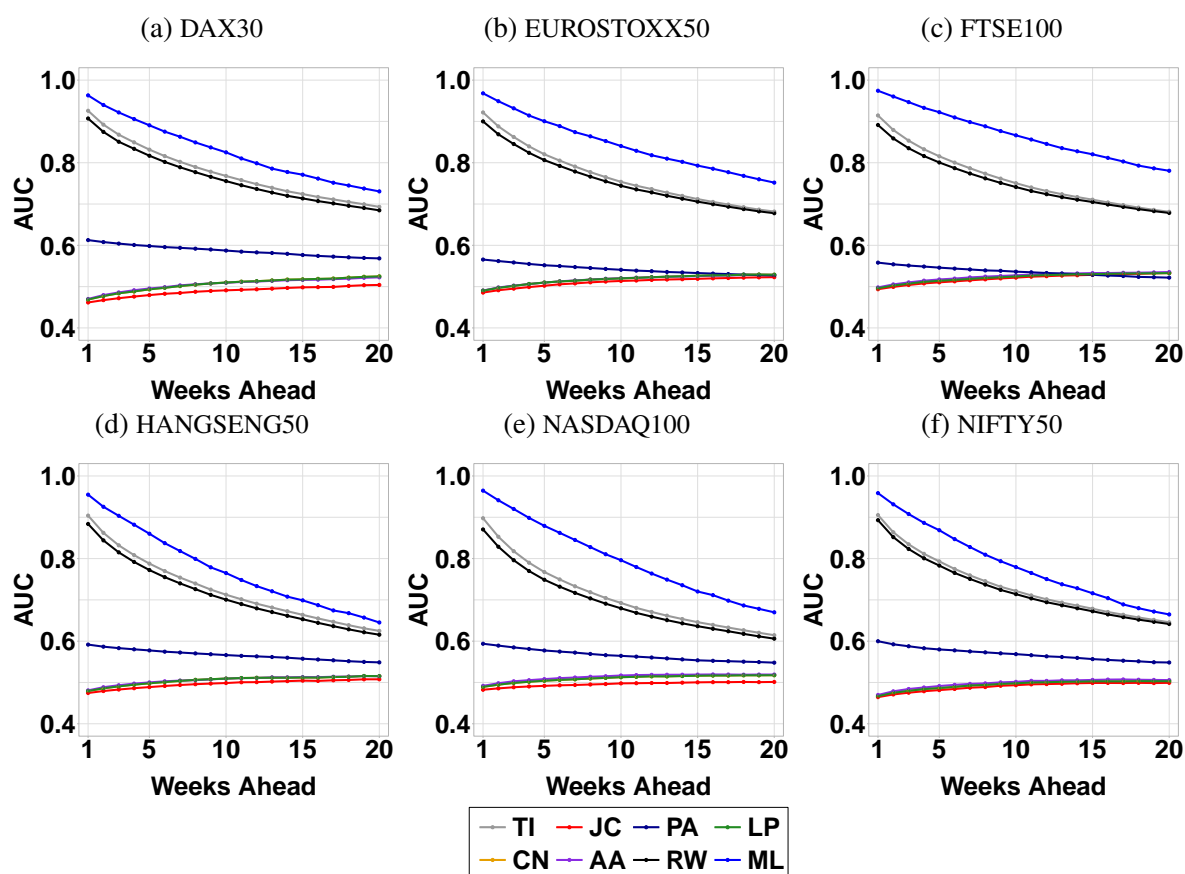 (a) DAX30 (b) EUROSTOXX50 (c) FTSE100
1.0 1.0 1.0
0.8 0.8 0.8
AUC AUC AUC
0.6 0.6 0.6
0.4 0.4 0.4
1 5 10 15 20 1 5 10 15 20 1 5 10 15 20
Weeks Ahead Weeks Ahead Weeks Ahead
(d) HANGSENG50 (e) NASDAQ100 (f) NIFTY50
1.0 1.0 1.0
0.8 0.8 0.8
AUC AUC AUC
0.6 0.6 0.6
0.4 0.4 0.4
1 5 10 15 20 1 5 10 15 20 1 5 10 15 20
Weeks Ahead Weeks Ahead Weeks Ahead
TI JC PA LP
CN AA RW ML